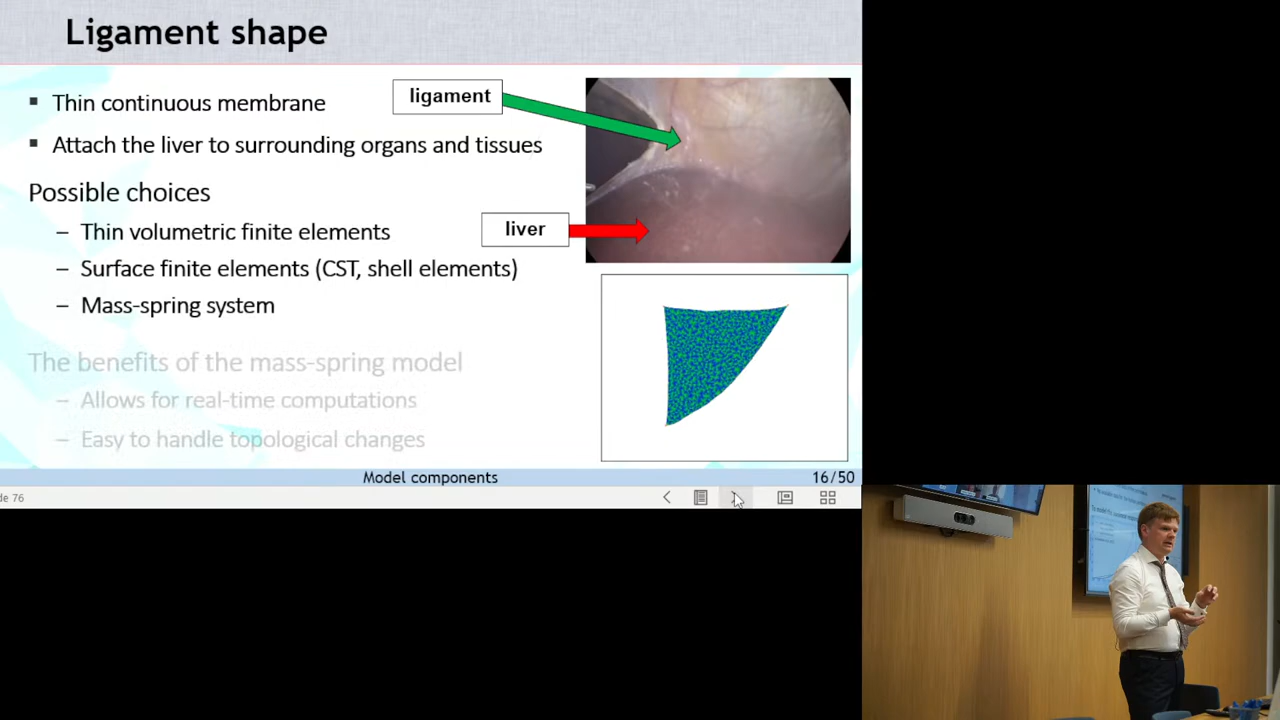 Ligament shape
▪ Thin continuous membrane
▪ Attach the liver to surrounding organs and tissues
Possible choices
– Thin volumetric finite elements
– Surface finite elements (CST, shell elements)
– Mass-spring system
The benefits of the mass-spring model
– Allows for real-time computations
– Easy to handle topological changes
ligament
liver
Model components
16/50
de 76